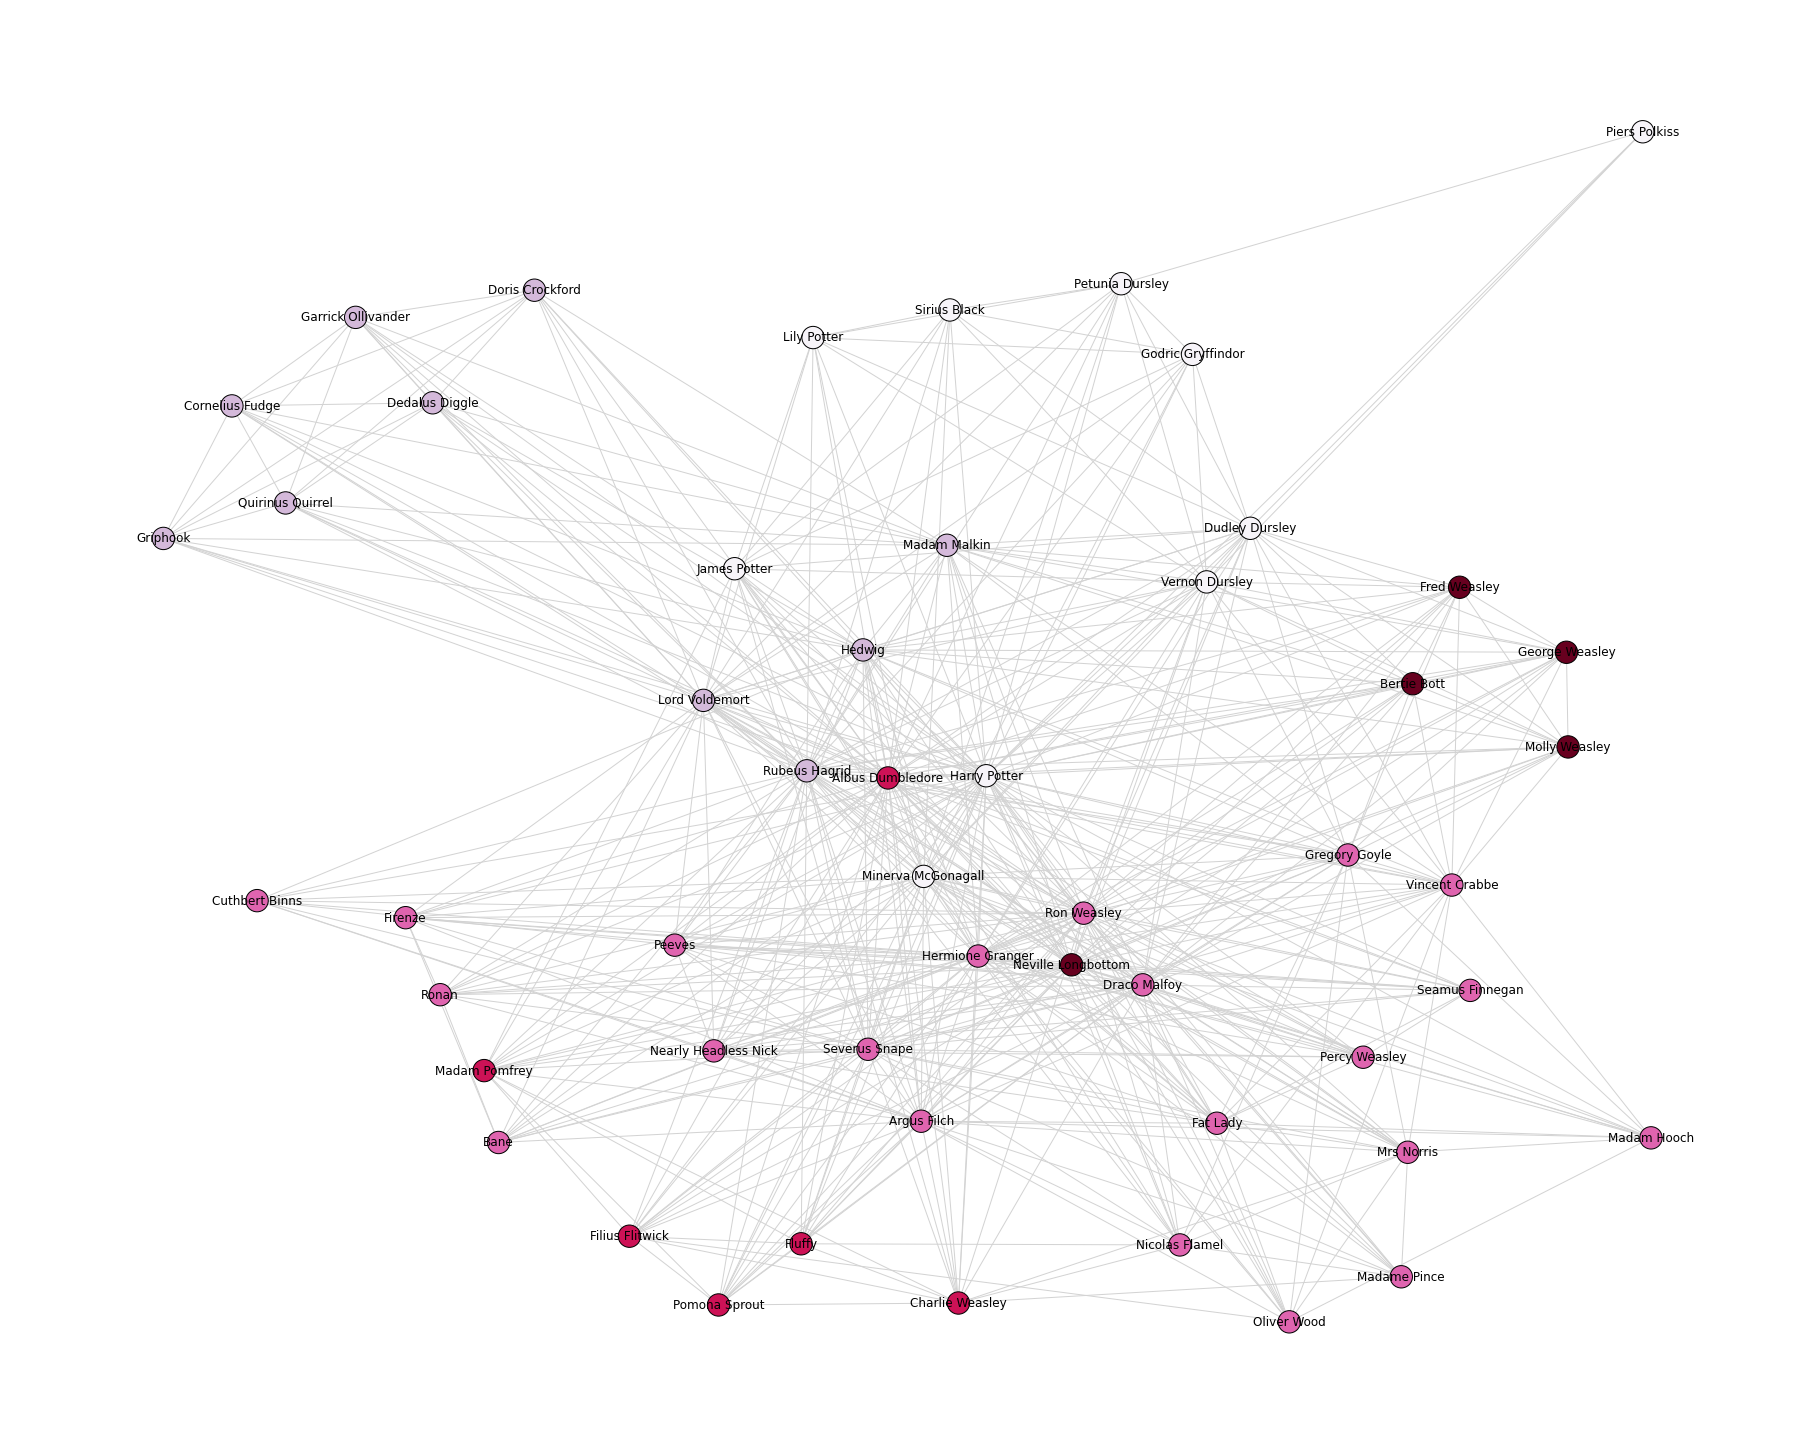 Piers Polkiss
Petunia Dursley
Doris Crockford
Sirius Black
Garrick Ollivander
Lily Potter
Godric Gryffindor
Dedalus Diggle
Cornelius Fudge
Quirinus Quirrel
Dudley Dursley
Griphook
Madam Malkin
James Potter
Vernon Dursley
Fred Weasley
Hedwig
George Weasley
Bertie Bott
Lord Voldemort
Molly Weasley
Rubeus Hagrid
Albus Dumbledore
Harry Potter
Gregory Goyle
Minerva McGonagall
Vincent Crabbe
Cuthbert Binns
Ron Weasley
Firenze
Peeves
Hermione Granger
Neville Longbottom
Draco Malfoy
Seamus Finnegan
Ronan
Severus Snape
Nearly Headless Nick
Percy Weasley
Madam Pomfrey
Argus Filch
Fat Lady
Madam Hooch
Bane
Mrs Norris
Filius Flitwick
Fluffy
Nicolas Flamel
Madame Pince
Charlie Weasley
Pomona Sprout
Oliver Wood